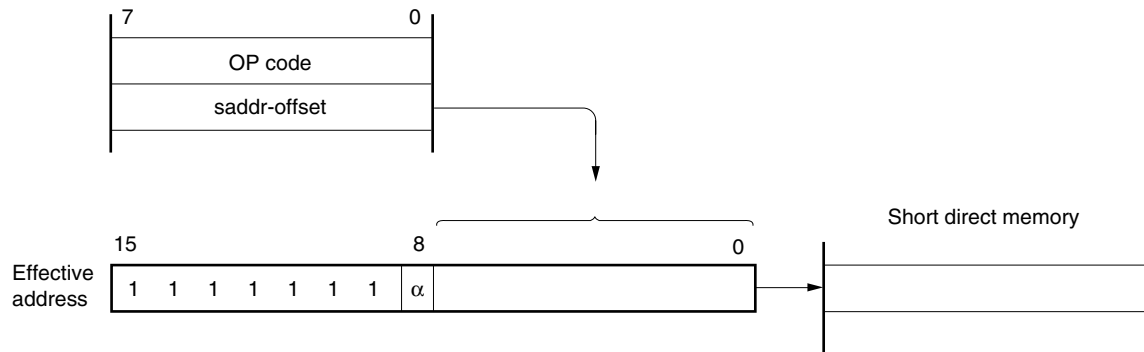 7 0
OP code
saddr-offset
Short direct memory
15 8 0
Effective
address
1 1 1 1 1 1 1 α